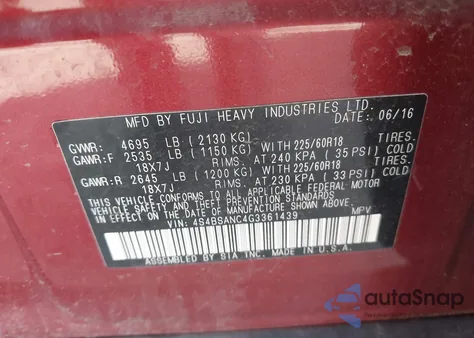 MFD BY FUJI HEAVY INDUSTRIES LTD.
DATE: 06/16
GVWR: 4695 LB (2130 KG)
GAWR:F 2535 LB (1150 KG) WITH 225/60R18 TIRES.
18X7J RIMS. AT 240 KPA (35 PSI) COLD
GAWR:R 2645 LB (1200 KG) WITH 225/60R18 TIRES.
18X7J RIMS. AT 230 KPA (33 PSI) COLD
THIS VEHICLE CONFORMS TO ALL APPLICABLE FEDERAL MOTOR
VEHICLE SAFETY, BUMPER AND THEFT PREVENTION
STANDARDS IN EFFECT ON THE DATE OF MANUFACTURE SHOWN ABOVE.
VIN: 4S4BSANC4G3361439 MPV
ASSEMBLED BY SIA INC. MADE IN U.S.A.
autoSnap